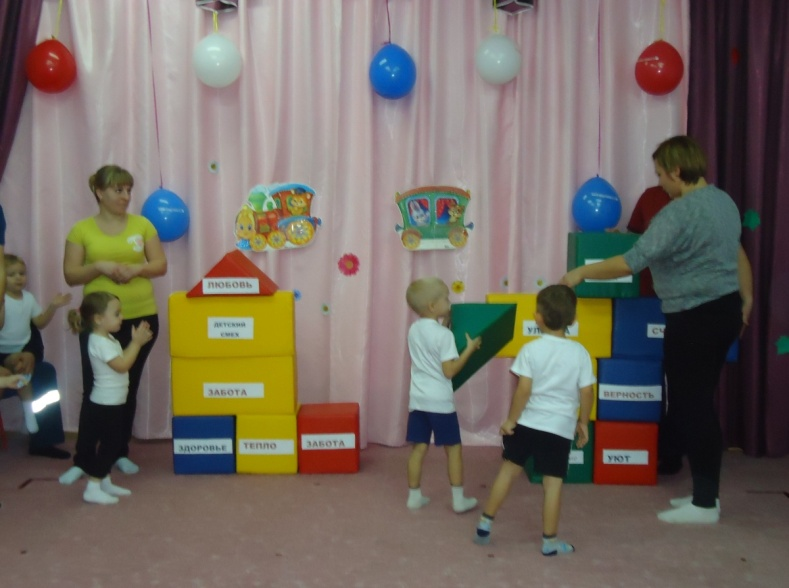 ЛЮБОВЬ
ДЕТСКИЙ
СМЕХ
ЗАБОТА
ЗДОРОВЬЕ
ТЕПЛО
ЗАБОТА
ВЕРНОСТЬ
УЮТ